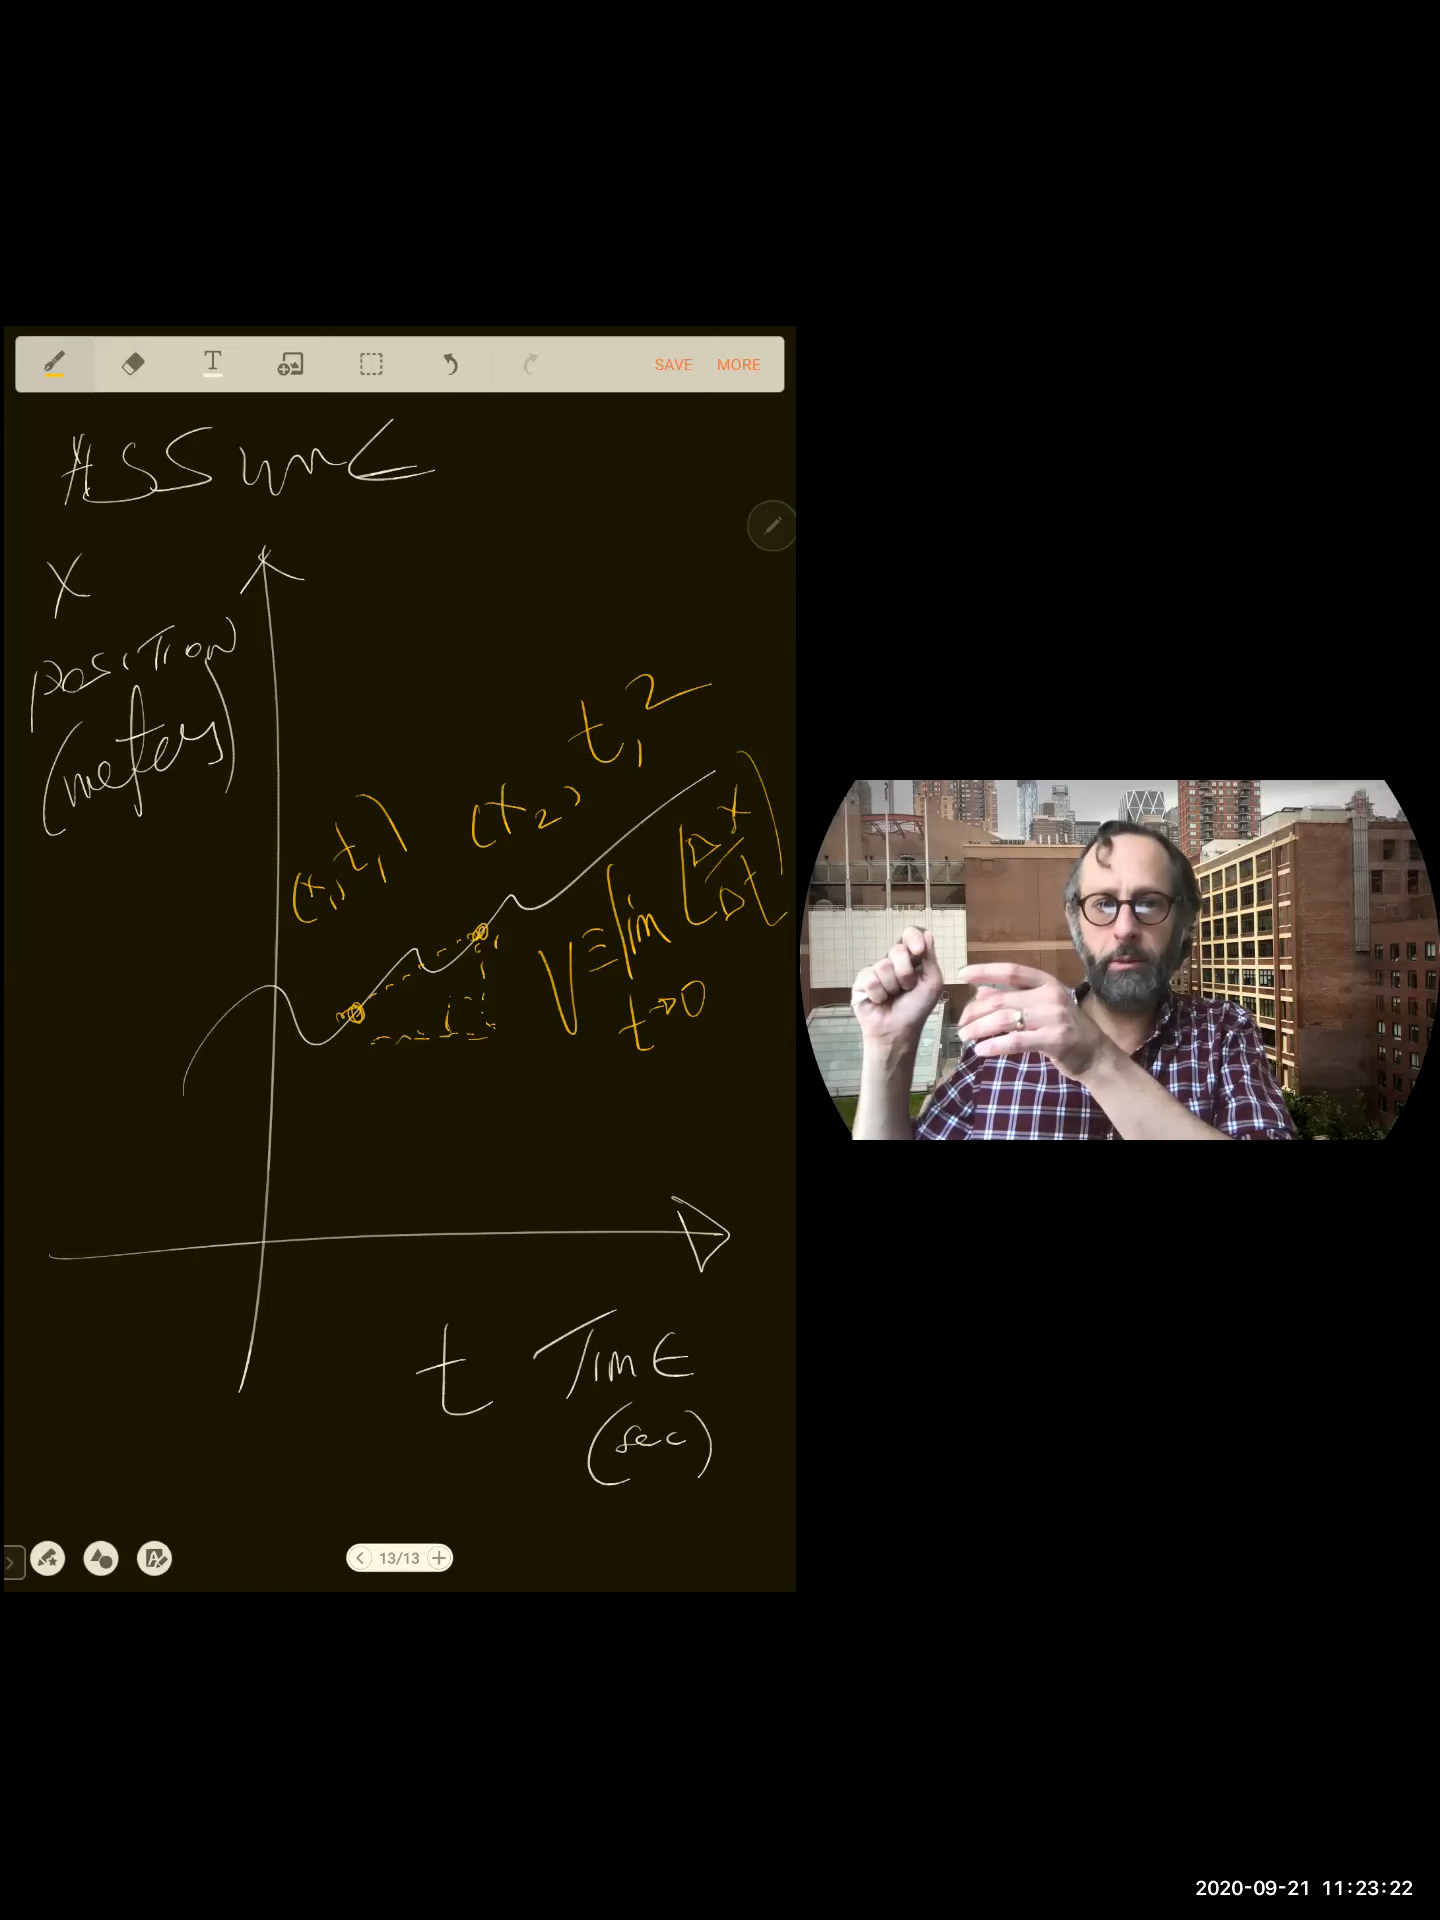 SAVE MORE
ASSUME
X
POSITION
(meters)
t, 2
(x2,
(x1, t1)
V = lim (Δx/Δt)
t→0
t TIME
(sec)
13/13
2020-09-21 11:23:22